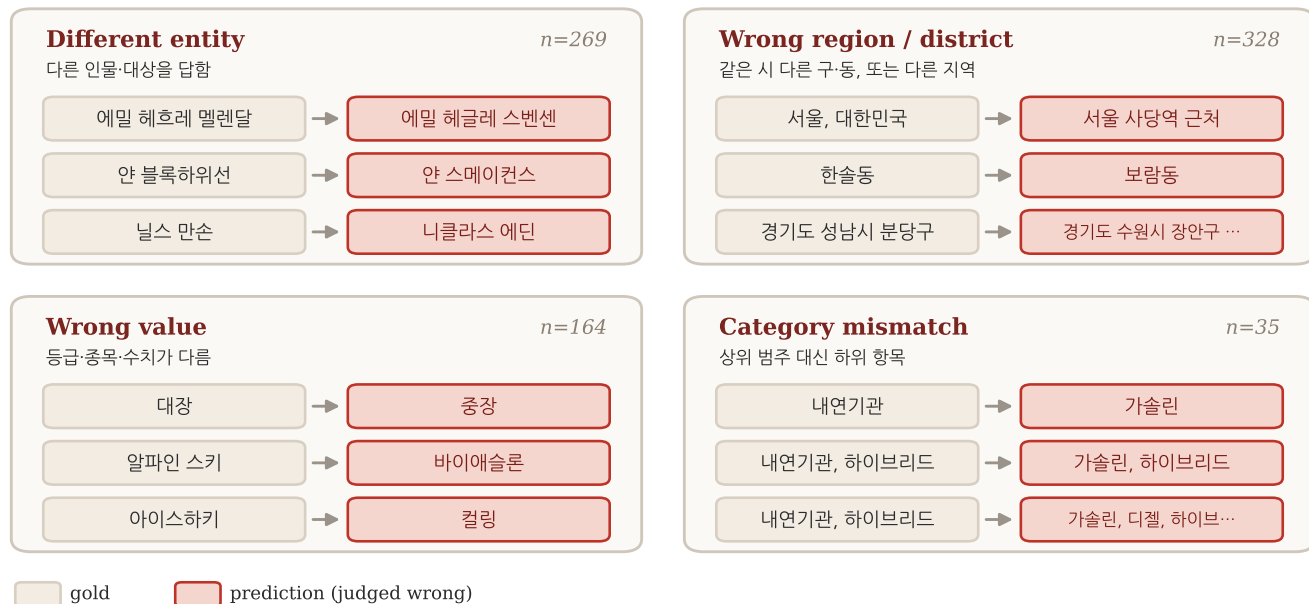 Different entity n=269
다른 인물·대상을 답함
에밀 헤흐레 멜렌달 → 에밀 헤글레 스벤센
얀 블록하위선 → 얀 스메이컨스
닐스 만손 → 니클라스 에딘
Wrong region / district n=328
같은 시 다른 구·동, 또는 다른 지역
서울, 대한민국 → 서울 사당역 근처
한솔동 → 보람동
경기도 성남시 분당구 → 경기도 수원시 장안구 ···
Wrong value n=164
등급·종목·수치가 다름
대장 → 중장
알파인 스키 → 바이애슬론
아이스하키 → 컬링
Category mismatch n=35
상위 범주 대신 하위 항목
내연기관 → 가솔린
내연기관, 하이브리드 → 가솔린, 하이브리드
내연기관, 하이브리드 → 가솔린, 디젤, 하이브···
gold prediction (judged wrong)